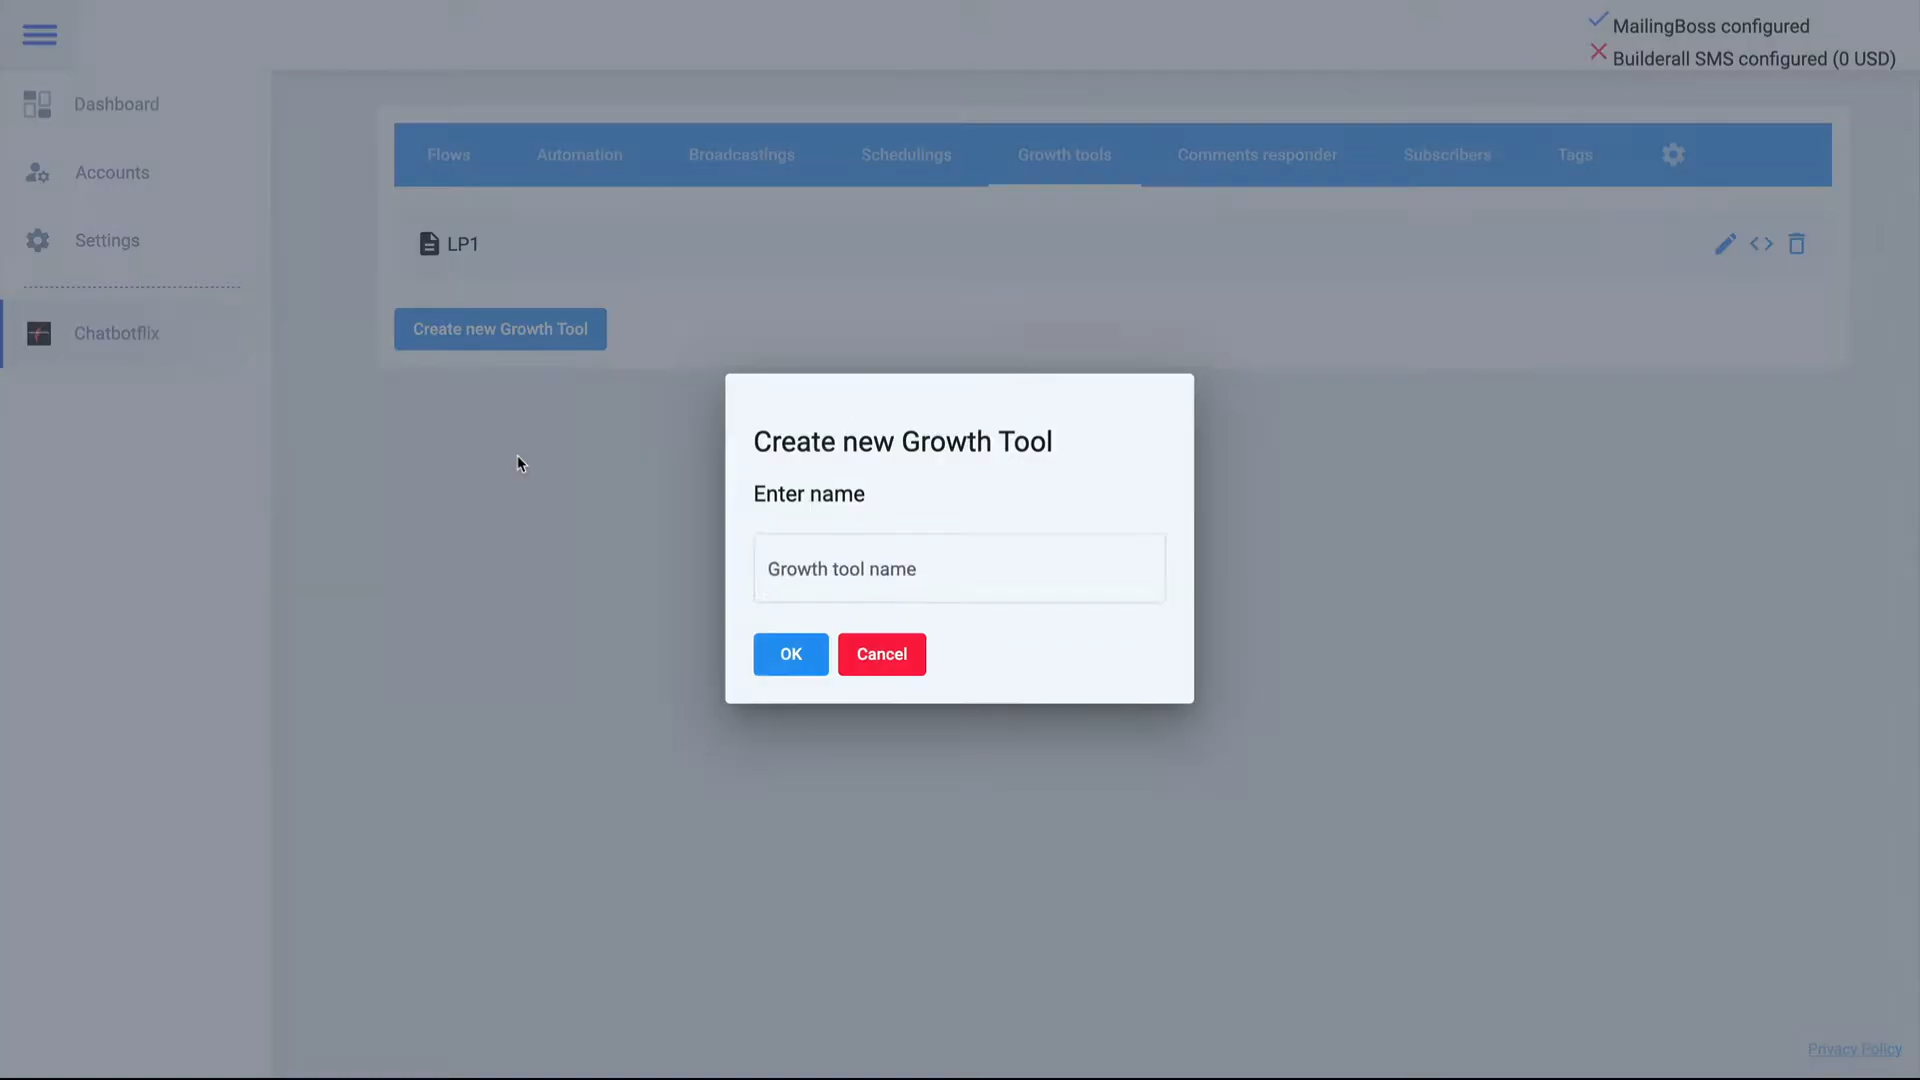 MailingBoss configured
Builderall SMS configured (0 USD)
Dashboard
Accounts
Settings
Chatbotflix
Flows Automation Broadcastings Schedulings Growth tools Comments responder Subscribers Tags
LP1
Create new Growth Tool
Create new Growth Tool
Enter name
Growth tool name
OK Cancel
Privacy Policy